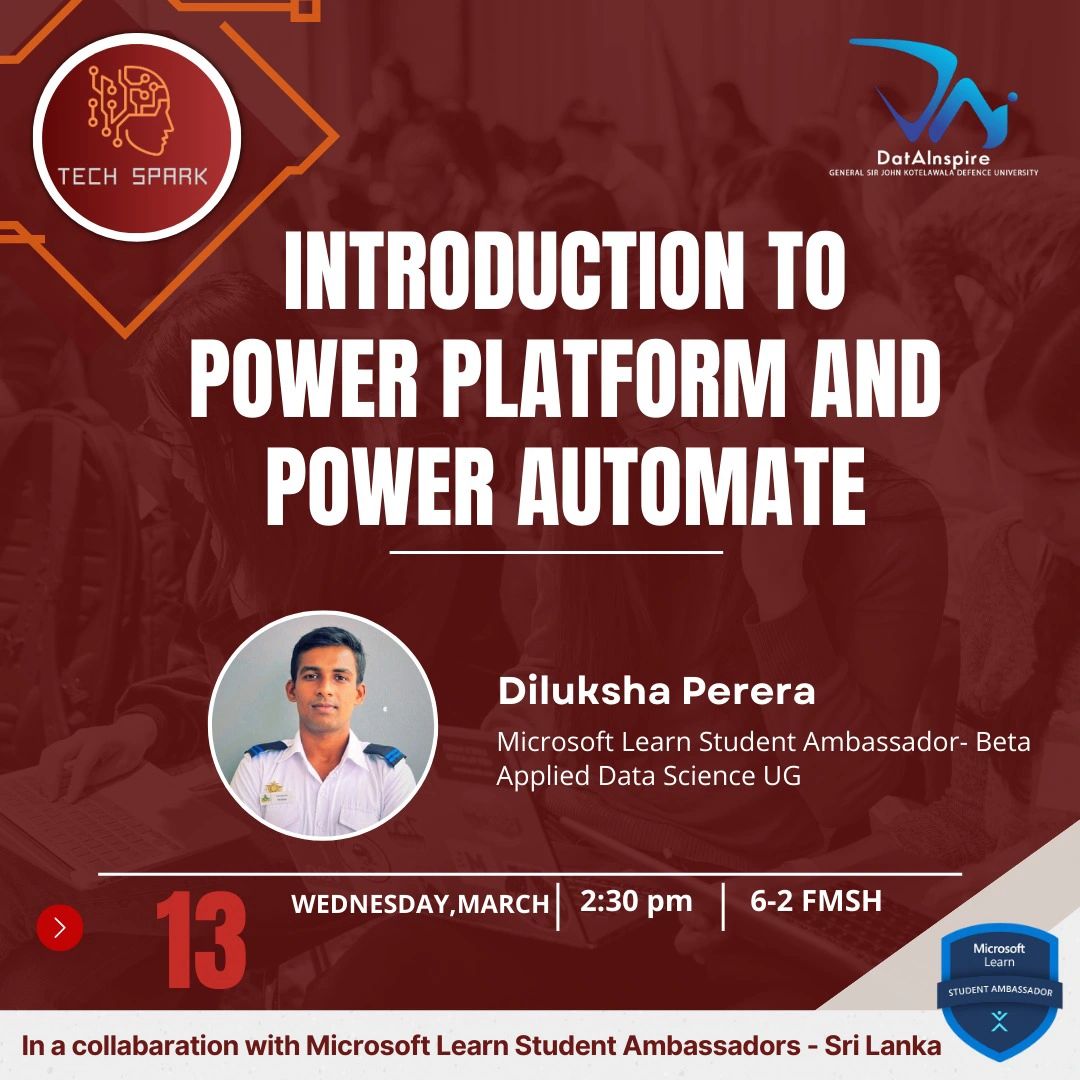 TECH SPARK
DatAInspire
GENERAL SIR JOHN KOTELAWALA DEFENCE UNIVERSITY
INTRODUCTION TO
POWER PLATFORM AND
POWER AUTOMATE
Diluksha Perera
Microsoft Learn Student Ambassador- Beta
Applied Data Science UG
13
WEDNESDAY,MARCH
2:30 pm
6-2 FMSH
Microsoft
Learn
STUDENT AMBASSADOR
In a collabaration with Microsoft Learn Student Ambassadors - Sri Lanka